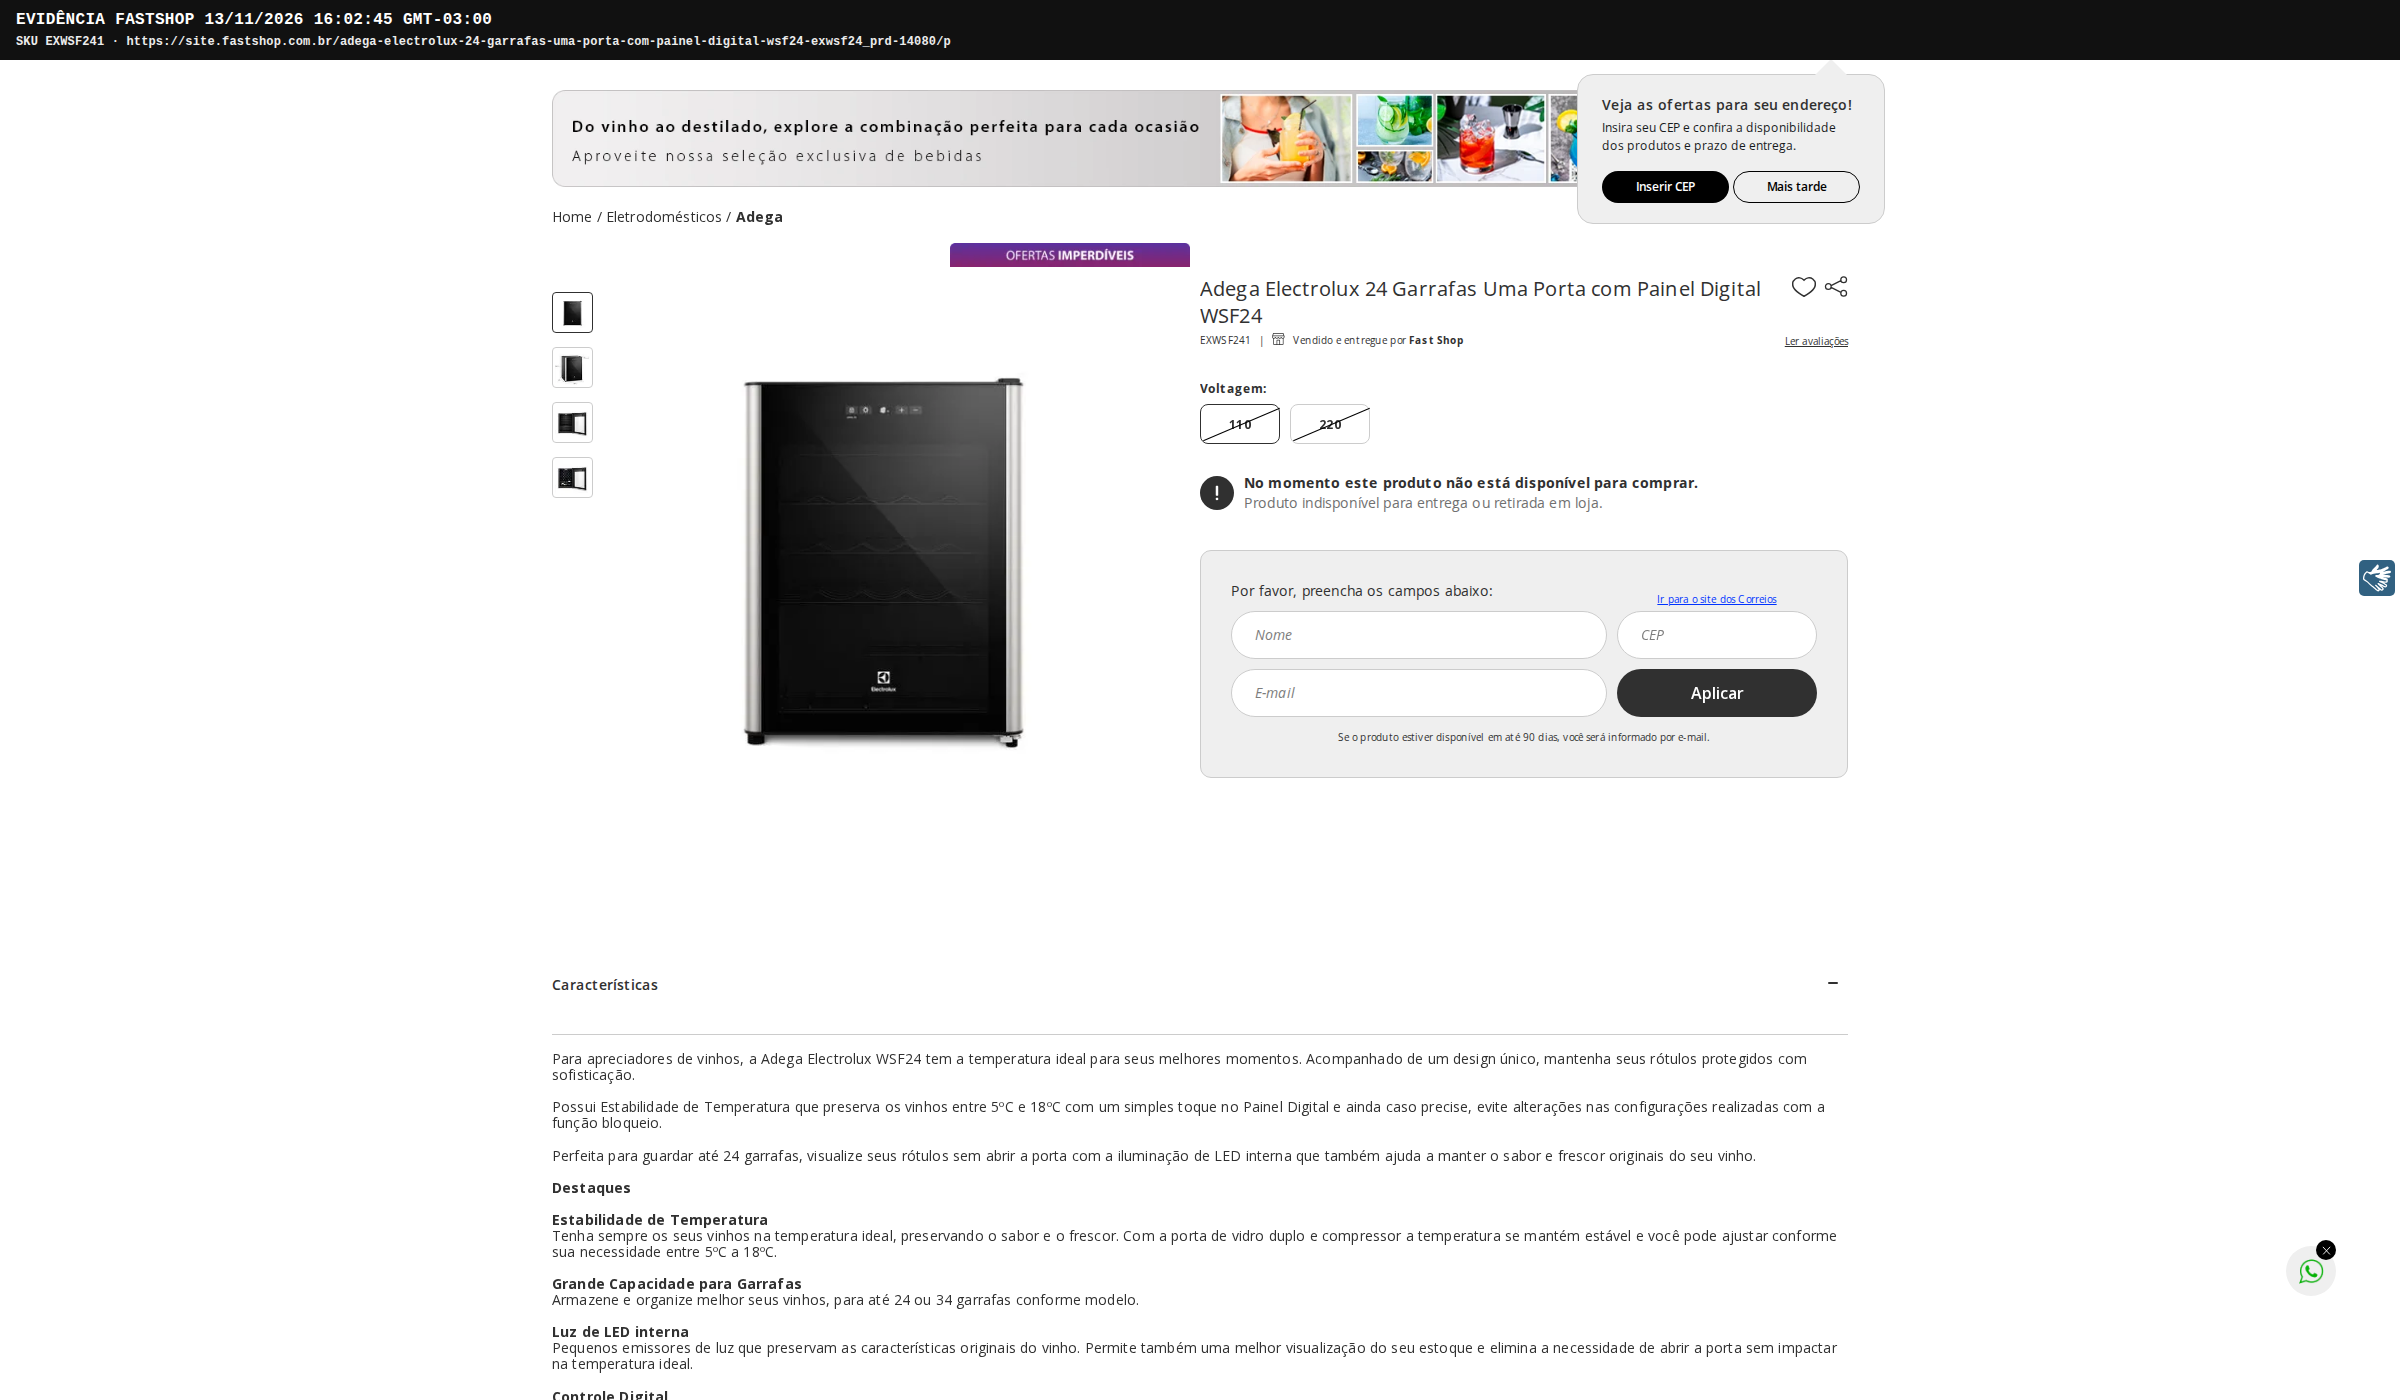 EVIDÊNCIA FASTSHOP 13/11/2026 16:02:45 GMT-03:00
SKU EXWSF241 · https://site.fastshop.com.br/adega-electrolux-24-garrafas-uma-porta-com-painel-digital-wsf24-exwsf24_prd-14080/p
Do vinho ao destilado, explore a combinação perfeita para cada ocasião
Aproveite nossa seleção exclusiva de bebidas
Veja as ofertas para seu endereço!
Insira seu CEP e confira a disponibilidade
dos produtos e prazo de entrega.
Inserir CEP
Mais tarde
Home / Eletrodomésticos / Adega
OFERTAS IMPERDÍVEIS
Adega Electrolux 24 Garrafas Uma Porta com Painel Digital
WSF24
EXWSF241 | Vendido e entregue por Fast Shop
Ler avaliações
Voltagem:
110
220
No momento este produto não está disponível para comprar.
Produto indisponível para entrega ou retirada em loja.
Por favor, preencha os campos abaixo:
Ir para o site dos Correios
Nome
CEP
E-mail
Aplicar
Se o produto estiver disponível em até 90 dias, você será informado por e-mail.
Electrolux
Características
Para apreciadores de vinhos, a Adega Electrolux WSF24 tem a temperatura ideal para seus melhores momentos. Acompanhado de um design único, mantenha seus rótulos protegidos com
sofisticação.
Possui Estabilidade de Temperatura que preserva os vinhos entre 5ºC e 18ºC com um simples toque no Painel Digital e ainda caso precise, evite alterações nas configurações realizadas com a
função bloqueio.
Perfeita para guardar até 24 garrafas, visualize seus rótulos sem abrir a porta com a iluminação de LED interna que também ajuda a manter o sabor e frescor originais do seu vinho.
Destaques
Estabilidade de Temperatura
Tenha sempre os seus vinhos na temperatura ideal, preservando o sabor e o frescor. Com a porta de vidro duplo e compressor a temperatura se mantém estável e você pode ajustar conforme
sua necessidade entre 5ºC a 18ºC.
Grande Capacidade para Garrafas
Armazene e organize melhor seus vinhos, para até 24 ou 34 garrafas conforme modelo.
Luz de LED interna
Pequenos emissores de luz que preservam as características originais do vinho. Permite também uma melhor visualização do seu estoque e elimina a necessidade de abrir a porta sem impactar
na temperatura ideal.
Controle Digital